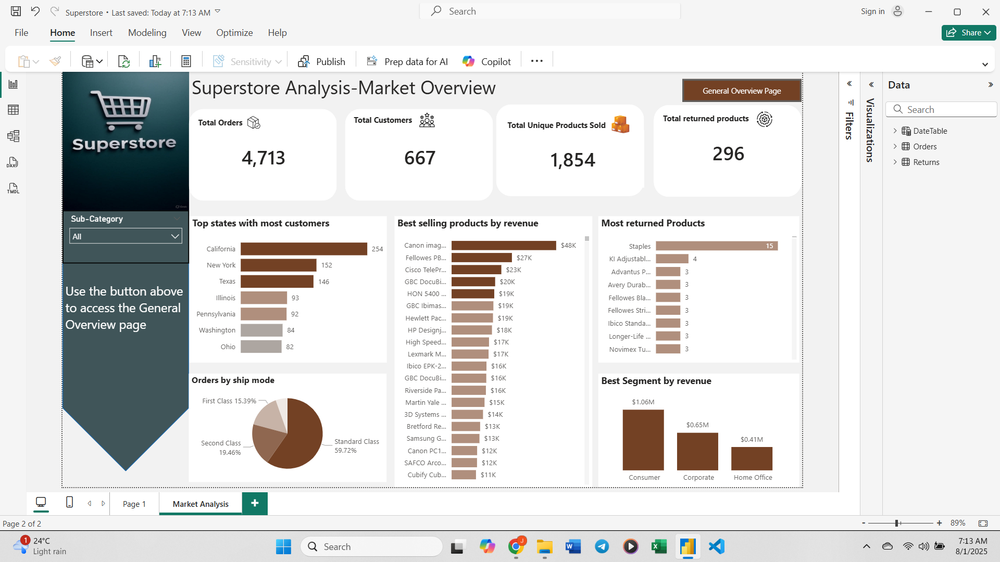 Superstore • Last saved: Today at 7:13 AM
Search
Sign in
File
Home
Insert
Modeling
View
Optimize
Help
Share
Sensitivity
Publish
Prep data for AI
Copilot
DAX
TMDL
Superstore
Sub-Category
All
Use the button above
to access the General
Overview page
Superstore Analysis-Market Overview
General Overview Page
Total Orders
4,713
Total Customers
667
Total Unique Products Sold
1,854
Total returned products
296
Top states with most customers
California 254
New York 152
Texas 146
Illinois 93
Pennsylvania 92
Washington 84
Ohio 82
Orders by ship mode
First Class 15.39%
Second Class
19.46%
Standard Class
59.72%
Best selling products by revenue
Canon imag... $48K
Fellowes PB... $27K
Cisco TelePr... $23K
GBC DocuBi... $20K
HON 5400 ... $19K
GBC Ibimas... $19K
Hewlett Pac... $19K
HP Designj... $18K
High Speed... $17K
Lexmark M... $17K
Ibico EPK-2... $16K
GBC DocuBi... $16K
Riverside Pa... $16K
Martin Yale ... $15K
3D Systems ... $14K
Bretford Re... $13K
Samsung G... $13K
Canon PC1... $12K
SAFCO Arco... $12K
Cubify Cub... $11K
Most returned Products
Staples 15
KI Adjustabl... 4
Advantus P... 3
Avery Durab... 3
Fellowes Bla... 3
Fellowes Stri... 3
Ibico Standa... 3
Longer-Life ... 3
Novimex Tu... 3
Best Segment by revenue
$1.06M
$0.65M
$0.41M
Consumer
Corporate
Home Office
Filters
Visualizations
Data
Search
DateTable
Orders
Returns
Page 1
Market Analysis
Page 2 of 2
89%
1
24°C
Light rain
Search
J
7:13 AM
8/1/2025